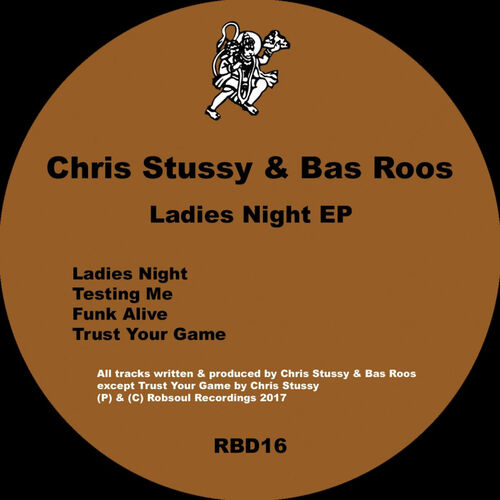 Chris Stussy & Bas Roos
Ladies Night EP
Ladies Night
Testing Me
Funk Alive
Trust Your Game
All tracks written & produced by Chris Stussy & Bas Roos
except Trust Your Game by Chris Stussy
(P) & (C) Robsoul Recordings 2017
RBD16